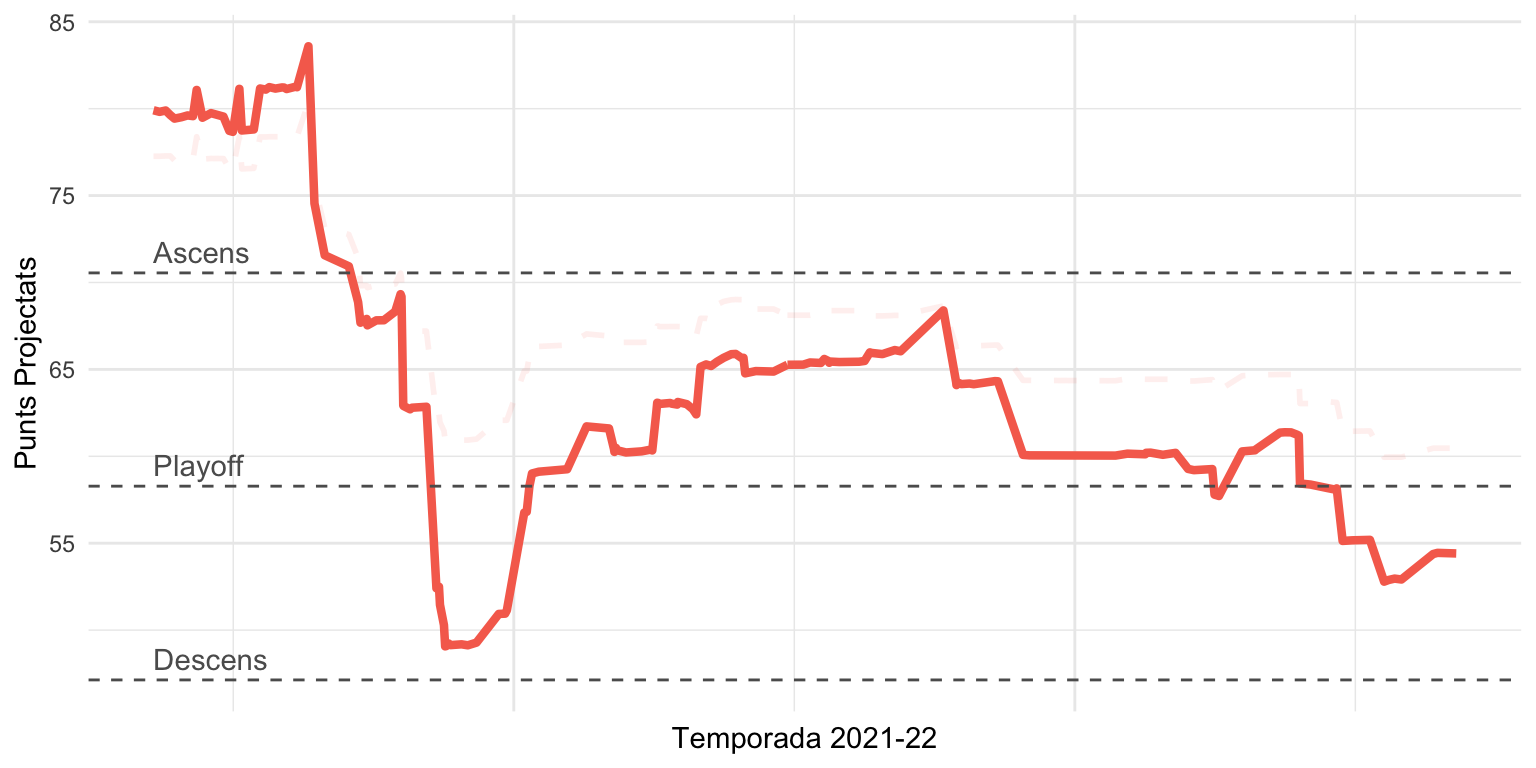 85
75
65
55
Punts Projectats
Ascens
Playoff
Descens
Temporada 2021-22